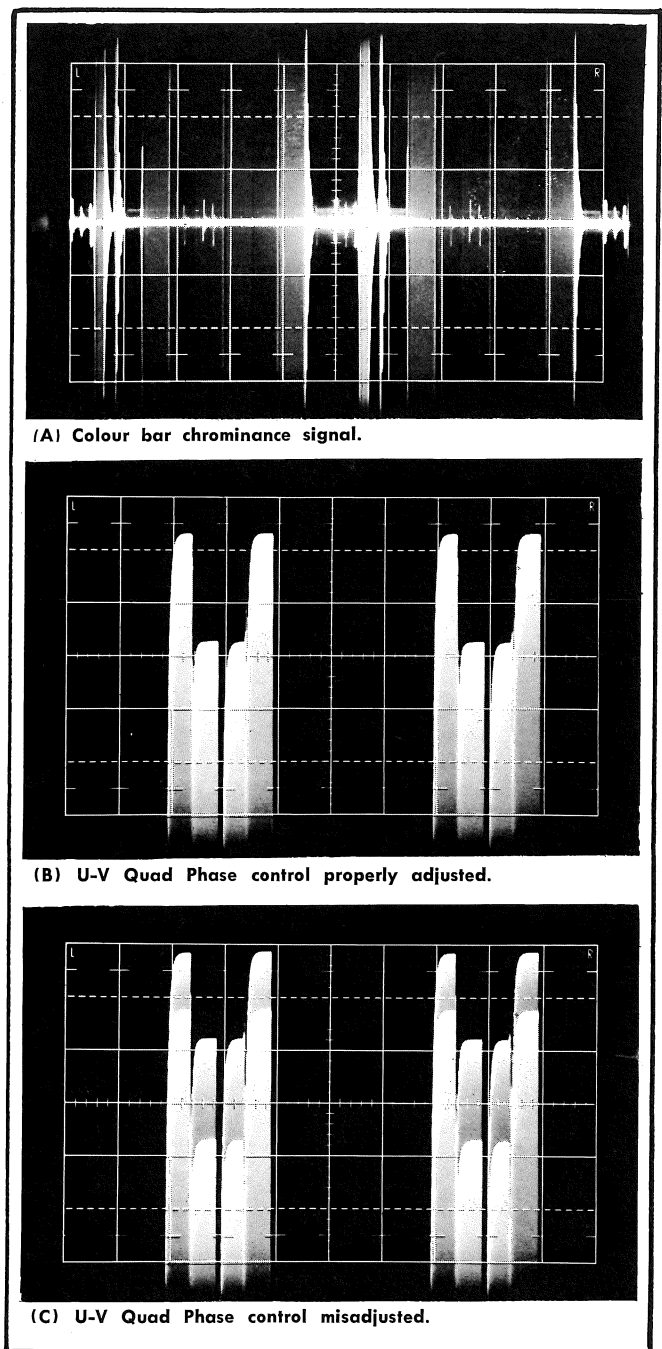 L R
(A) Colour bar chrominance signal.
L R
(B) U-V Quad Phase control properly adjusted.
L R
(C) U-V Quad Phase control misadjusted.